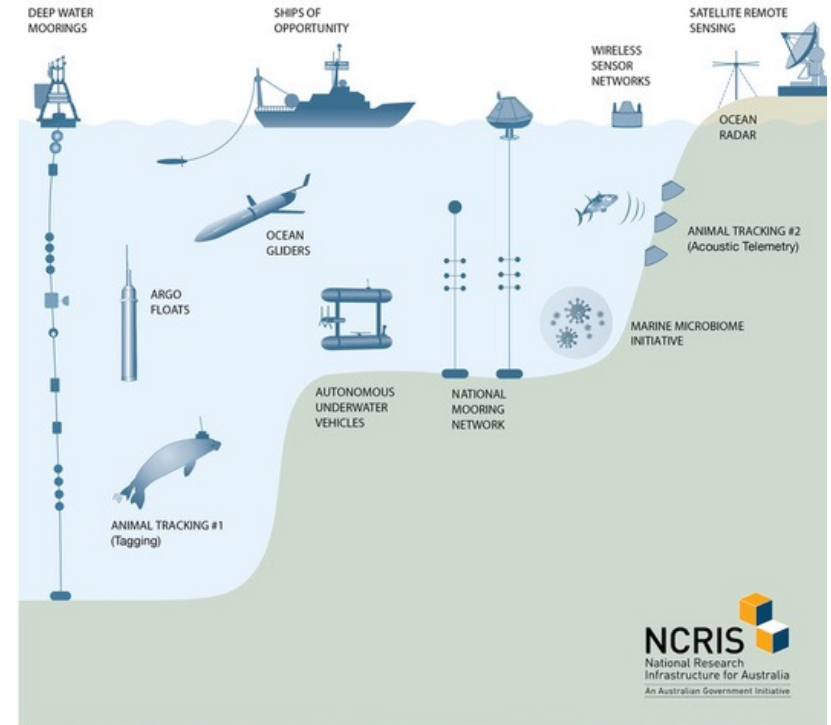 DEEP WATER
MOORINGS
SHIPS OF
OPPORTUNITY
SATELLITE REMOTE
SENSING
WIRELESS
SENSOR
NETWORKS
OCEAN
RADAR
OCEAN
GLIDERS
ANIMAL TRACKING #2
(Acoustic Telemetry)
ARGO
FLOATS
MARINE MICROBIOME
INITIATIVE
AUTONOMOUS
UNDERWATER
VEHICLES
NATIONAL
MOORING
NETWORK
ANIMAL TRACKING #1
(Tagging)
NCRIS
National Research
Infrastructure for Australia
An Australian Government Initiative